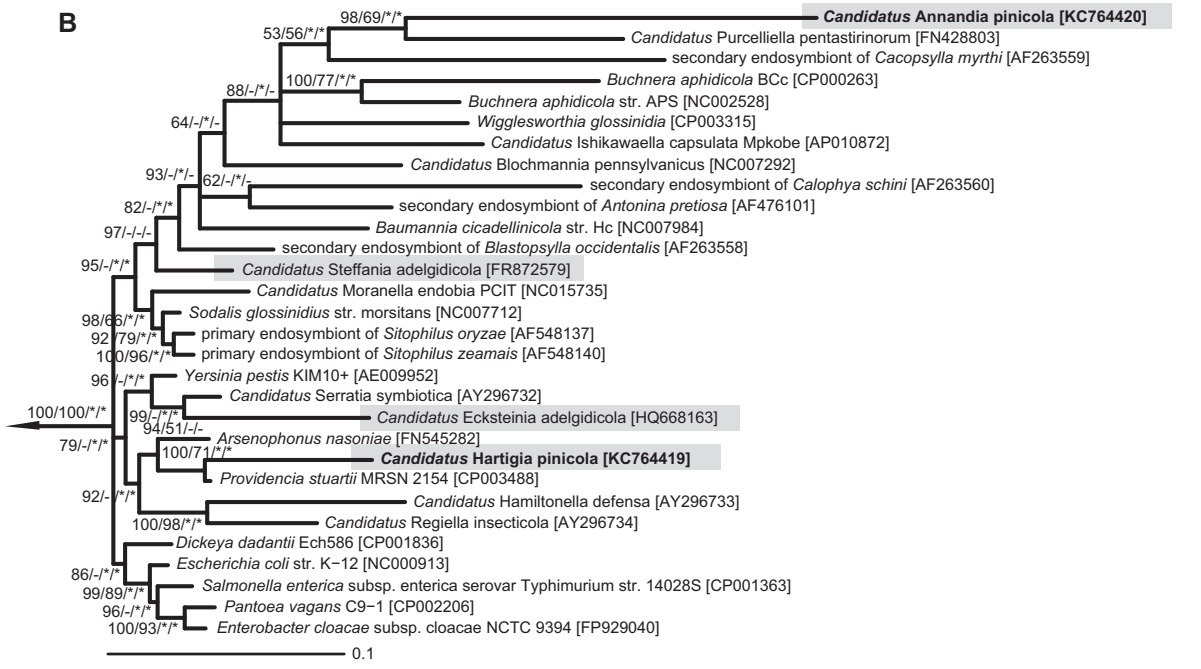 B
98/69/*/*
Candidatus Annandia pinicola [KC764420]
53/56/*/*
Candidatus Purcelliella pentastirinorum [FN428803]
secondary endosymbiont of Cacopsylla myrthi [AF263559]
100/77/*/*
Buchnera aphidicola BCc [CP000263]
88/-/*/-
Buchnera aphidicola str. APS [NC002528]
64/-/*/-
Wigglesworthia glossinidia [CP003315]
Candidatus Ishikawaella capsulata Mpkobe [AP010872]
Candidatus Blochmannia pennsylvanicus [NC007292]
93/-/*/-
62/-/*/-
secondary endosymbiont of Calophya schini [AF263560]
82/-/*/*
secondary endosymbiont of Antonina pretiosa [AF476101]
97/-/-/-
Baumannia cicadellinicola str. Hc [NC007984]
secondary endosymbiont of Blastopsylla occidentalis [AF263558]
95/-/*/*
Candidatus Steffania adelgidicola [FR872579]
Candidatus Moranella endobia PCIT [NC015735]
98/66/*/*
Sodalis glossinidius str. morsitans [NC007712]
92/79/*/*
primary endosymbiont of Sitophilus oryzae [AF548137]
100/96/*/*
primary endosymbiont of Sitophilus zeamais [AF548140]
96/-/*/*
Yersinia pestis KIM10+ [AE009952]
Candidatus Serratia symbiotica [AY296732]
100/100/*/*
99/-/*/*
Candidatus Ecksteinia adelgidicola [HQ668163]
94/51/-/-
79/-/*/*
Arsenophonus nasoniae [FN545282]
100/71/*/*
Candidatus Hartigia pinicola [KC764419]
Providencia stuartii MRSN 2154 [CP003488]
92/-/*/*
Candidatus Hamiltonella defensa [AY296733]
100/98/*/*
Candidatus Regiella insecticola [AY296734]
Dickeya dadantii Ech586 [CP001836]
86/-/*/*
Escherichia coli str. K−12 [NC000913]
99/89/*/*
Salmonella enterica subsp. enterica serovar Typhimurium str. 14028S [CP001363]
96/-/*/*
Pantoea vagans C9−1 [CP002206]
100/93/*/*
Enterobacter cloacae subsp. cloacae NCTC 9394 [FP929040]
0.1